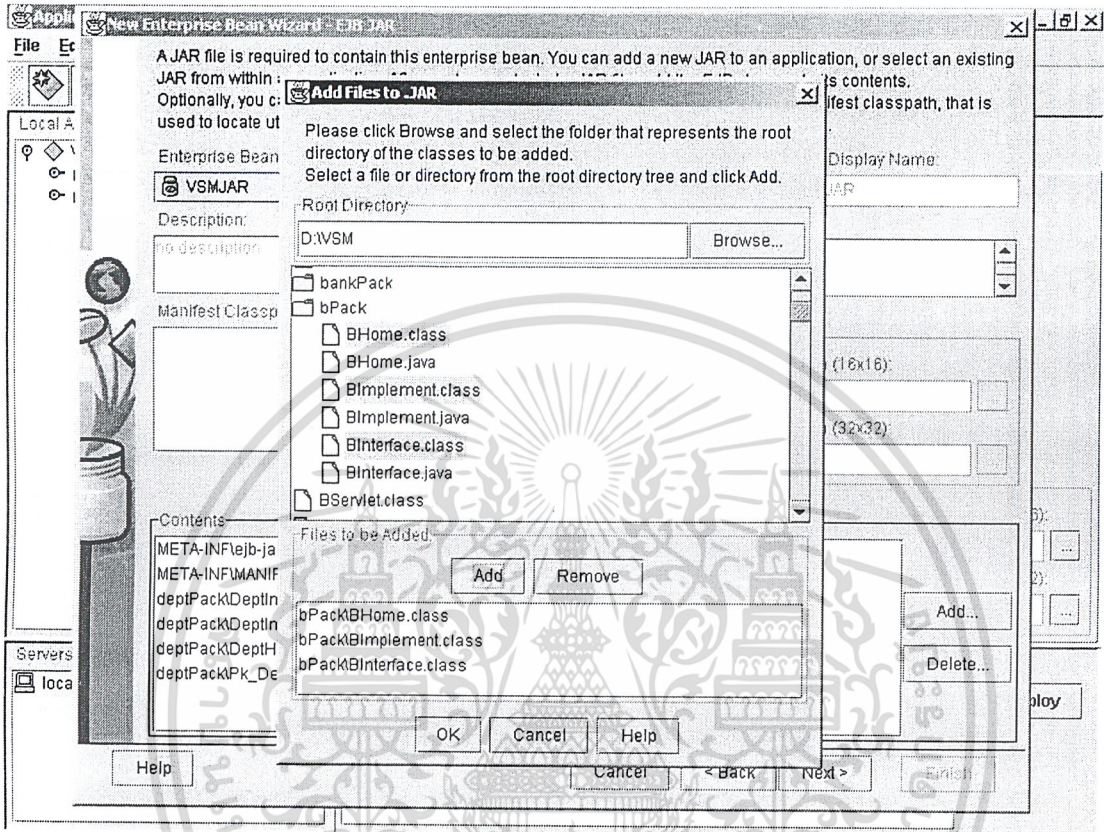 New Enterprise Bean Wizard - EJB JAR
File
A JAR file is required to contain this enterprise bean. You can add a new JAR to an application, or select an existing
JAR from within
s contents.
Optionally, you
ifest classpath, that is
used to locate
Local
Enterprise Bean
Display Name:
VSMJAR
Description:
no description
Manifest
(16x16):
(32x32):
Add Files to .JAR
Please click Browse and select the folder that represents the root
directory of the classes to be added.
Select a file or directory from the root directory tree and click Add.
Root Directory
D:\VSM
Browse...
bankPack
bPack
BHome.class
BHome.java
BImplement.class
BImplement.java
BInterface.class
BInterface.java
BServlet.class
Files to be Added:
Add
Remove
bPack\BHome.class
bPack\BImplement.class
bPack\BInterface.class
OK
Cancel
Help
Contents
META-INF\ejb-ja
META-INF\MANIF
deptPack\DeptIn
deptPack\DeptIn
deptPack\DeptH
deptPack\Pk_De
Add...
Delete...
Servers
loca
ploy
Help
Cancel
< Back
Next >
Finish